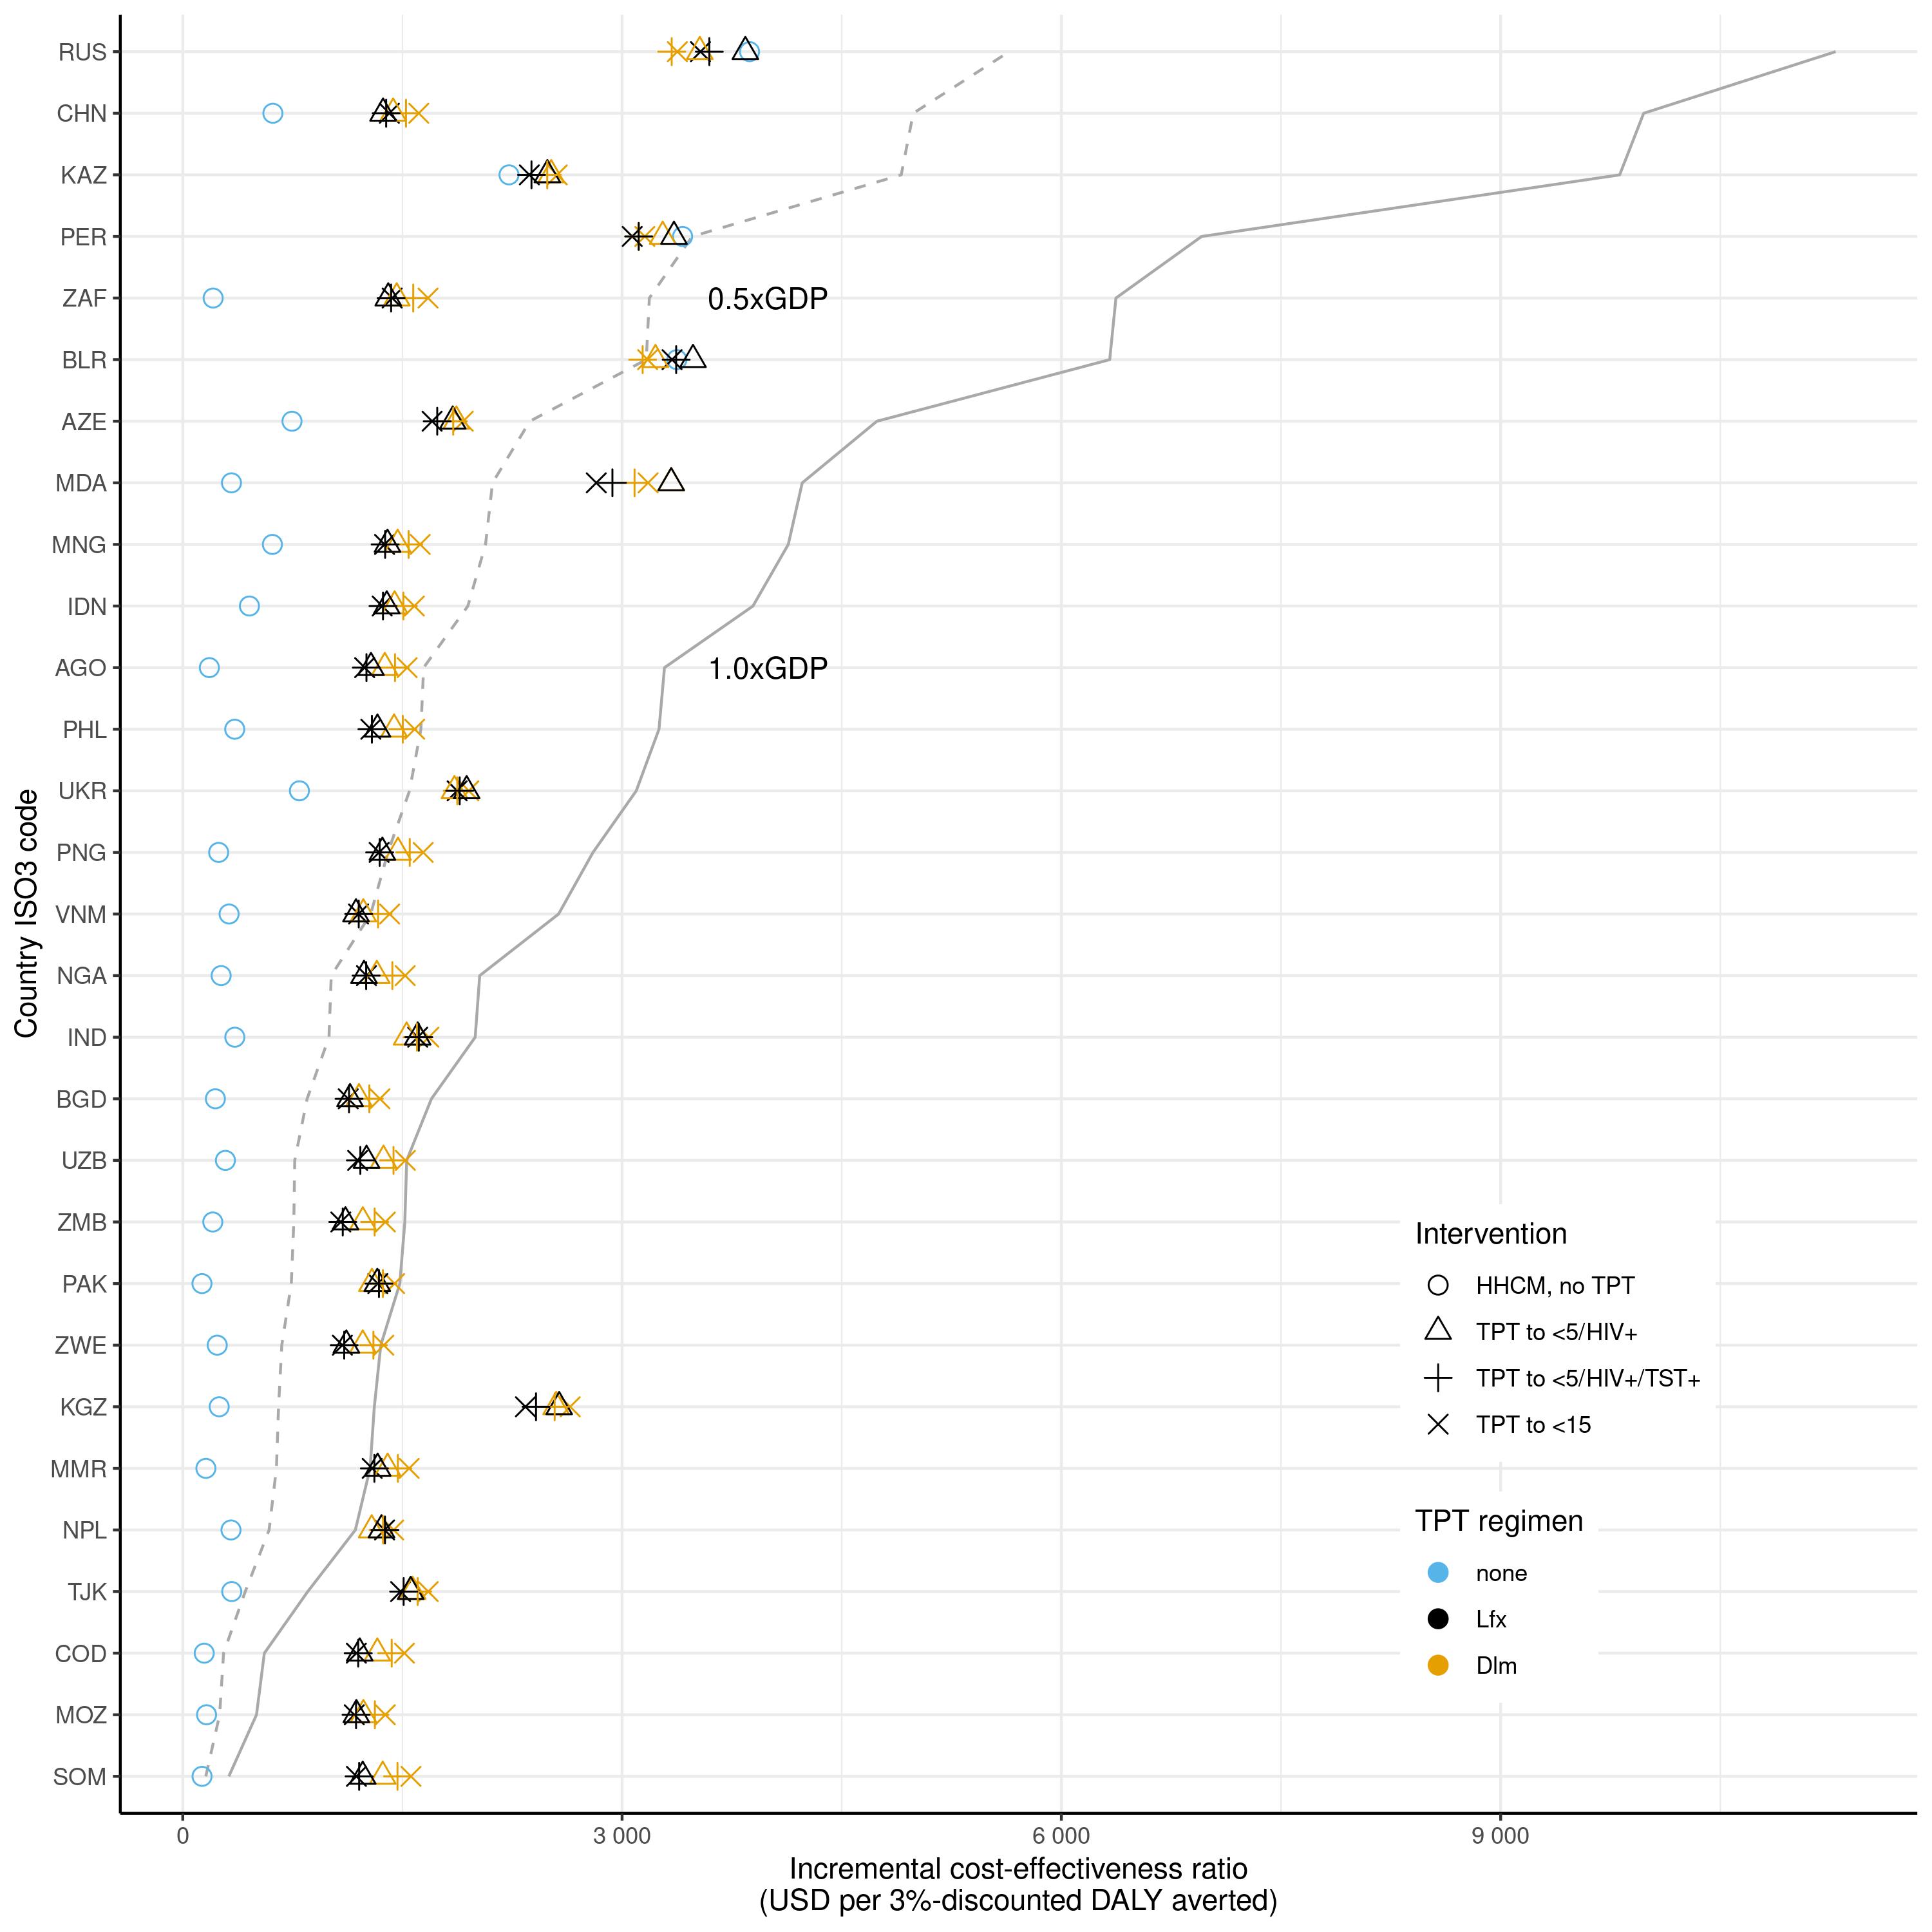 RUS
CHN
KAZ
PER
ZAF
0.5xGDP
BLR
AZE
MDA
MNG
IDN
AGO
1.0xGDP
PHL
UKR
PNG
VNM
NGA
IND
BGD
UZB
ZMB
PAK
ZWE
KGZ
MMR
NPL
TJK
COD
MOZ
SOM
Country ISO3 code
Intervention
HHCM, no TPT
TPT to <5/HIV+
TPT to <5/HIV+/TST+
TPT to <15
TPT regimen
none
Lfx
Dlm
0 3 000 6 000 9 000
Incremental cost-effectiveness ratio
(USD per 3%-discounted DALY averted)